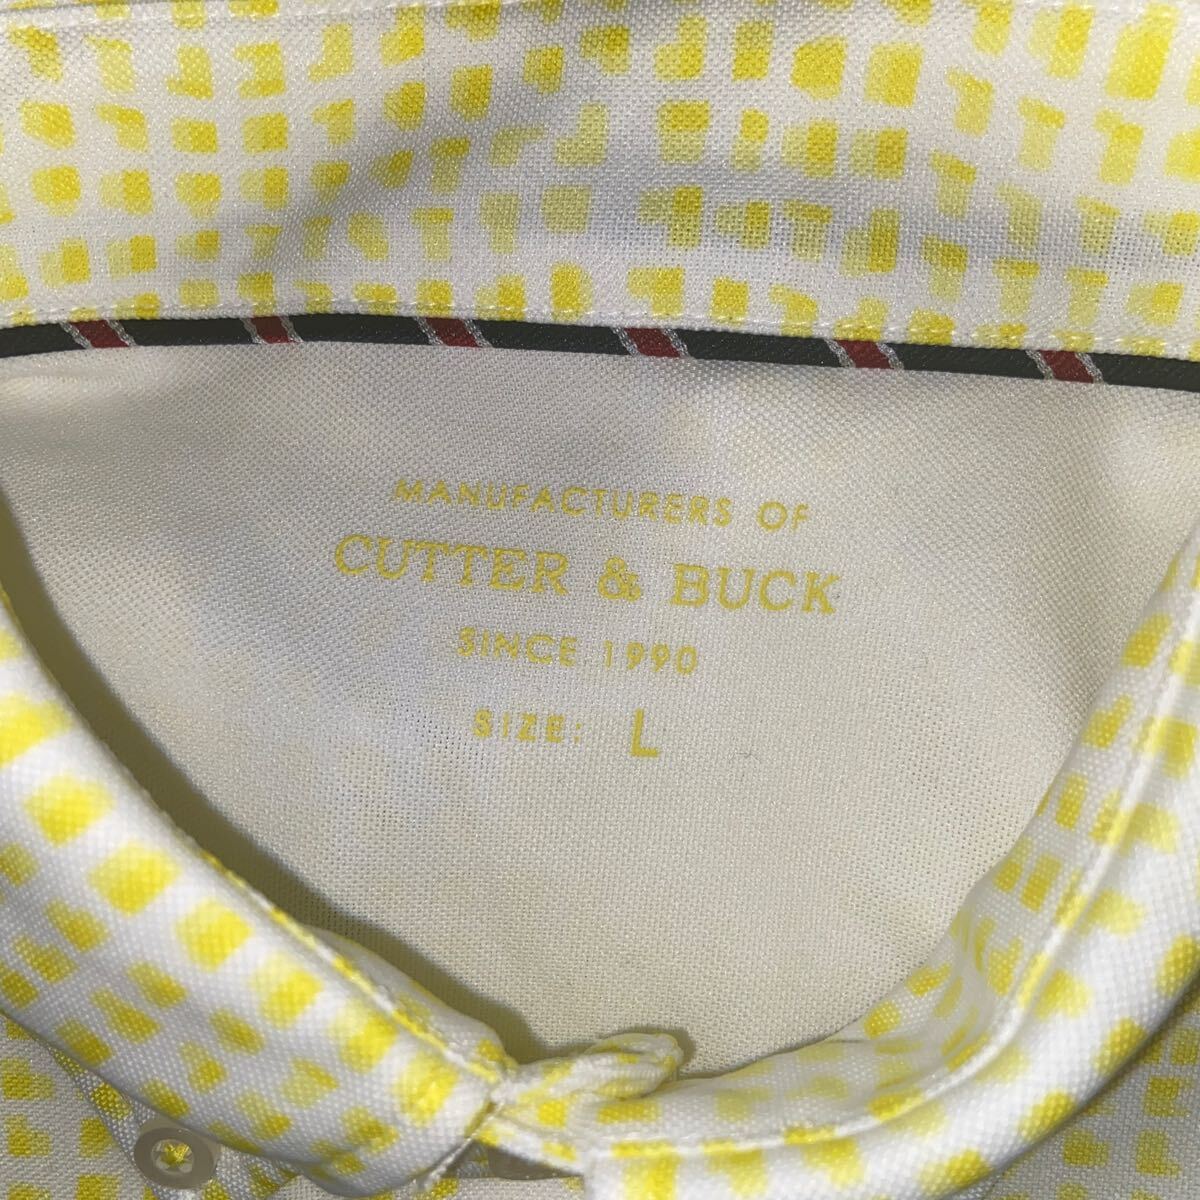 MANUFACTURERS OF
CUTTER & BUCK
SINCE 1990
SIZE: L